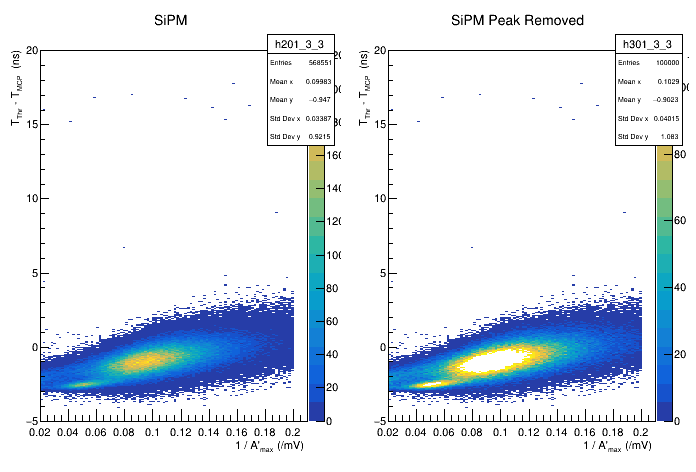 SiPM
h201_3_3
Entries 568551
Mean x 0.09983
Mean y −0.947
Std Dev x 0.03387
Std Dev y 0.9215
T_Thr - T_MCP (ns)
20
15
10
5
0
−5
0.02 0.04 0.06 0.08 0.1 0.12 0.14 0.16 0.18 0.2
1 / A'_max (/mV)
160
140
120
100
80
60
40
20
0
SiPM Peak Removed
h301_3_3
Entries 100000
Mean x 0.1029
Mean y −0.9023
Std Dev x 0.04015
Std Dev y 1.083
T_Thr - T_MCP (ns)
20
15
10
5
0
−5
0.02 0.04 0.06 0.08 0.1 0.12 0.14 0.16 0.18 0.2
1 / A'_max (/mV)
80
60
40
20
0